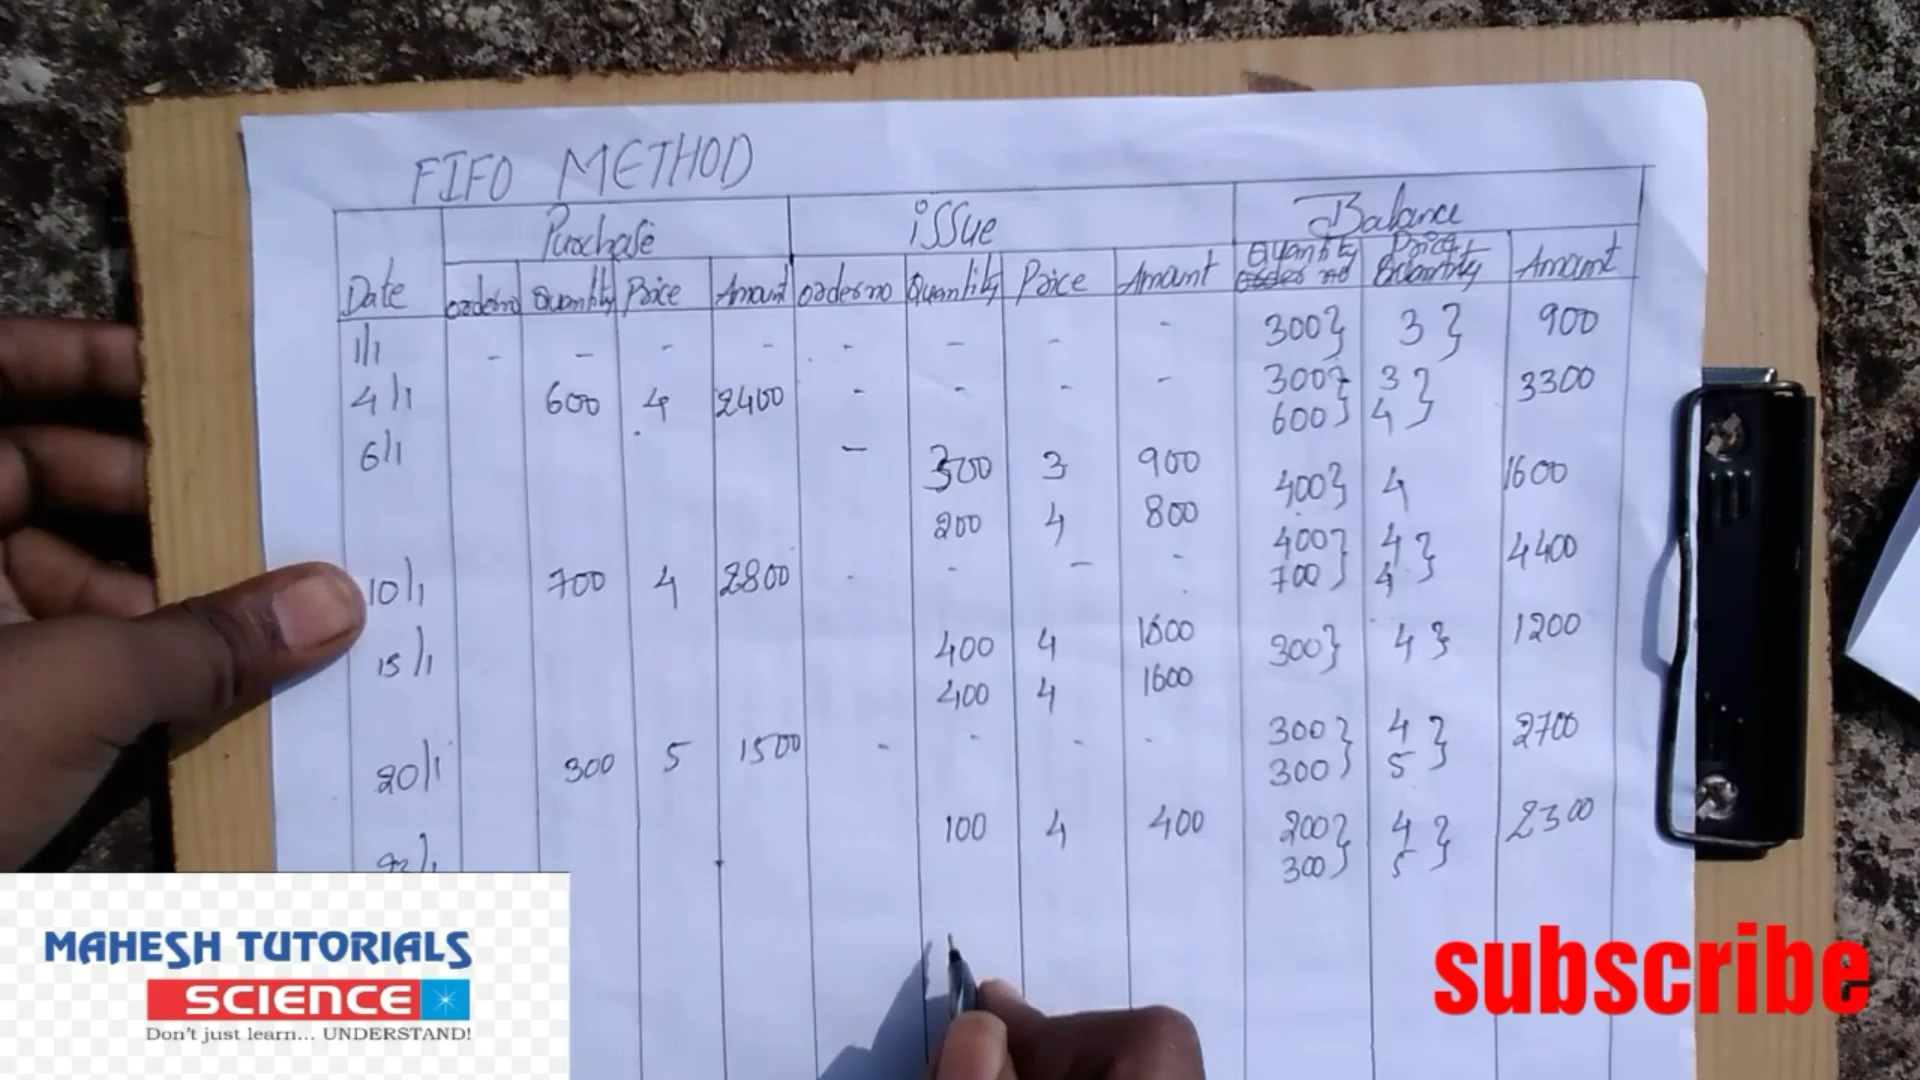 FIFO METHOD
Purchase issue Balance
Date orderno Quantity Price Amount orderno Quantity Price Amount Quantity Price Quantity Amount
1/1 - - - - - - - - 300} 3} 900
4/1 600 4 2400 - - - - 300} 3} 3300
600} 4}
6/1 - 300 3 900 400} 4 1600
200 4 800
10/1 700 4 2800 - - - - 400} 4} 4400
700} 4}
15/1 400 4 1600 300} 4} 1200
400 4 1600
20/1 300 5 1500 - - - - 300} 4} 2700
300} 5}
100 4 400 200} 4} 2300
300} 5}
MAHESH TUTORIALS
SCIENCE
Don't just learn... UNDERSTAND!
subscribe